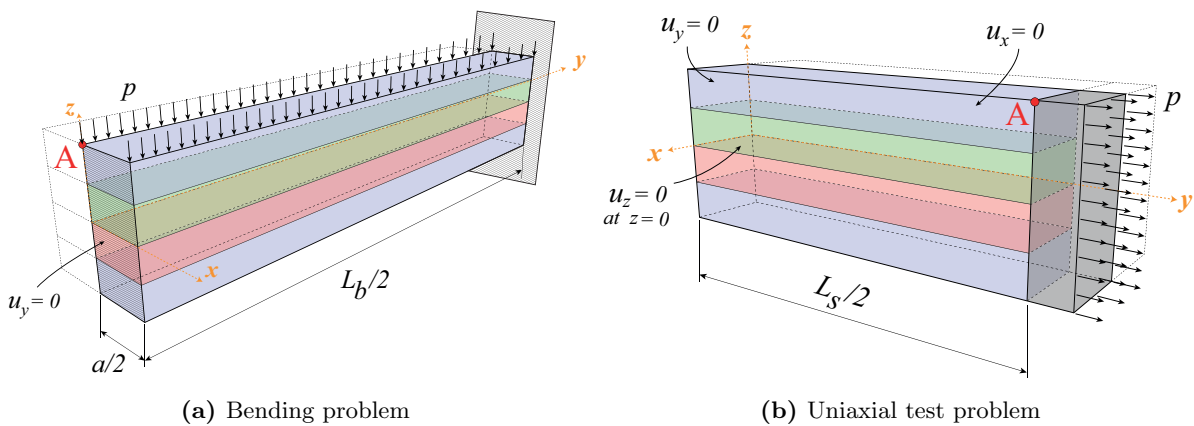 p
z
A
y
x
u_y = 0
a/2
L_b/2
(a) Bending problem
u_y = 0
z
u_x = 0
A
p
x
u_z = 0
at z = 0
y
L_s/2
(b) Uniaxial test problem